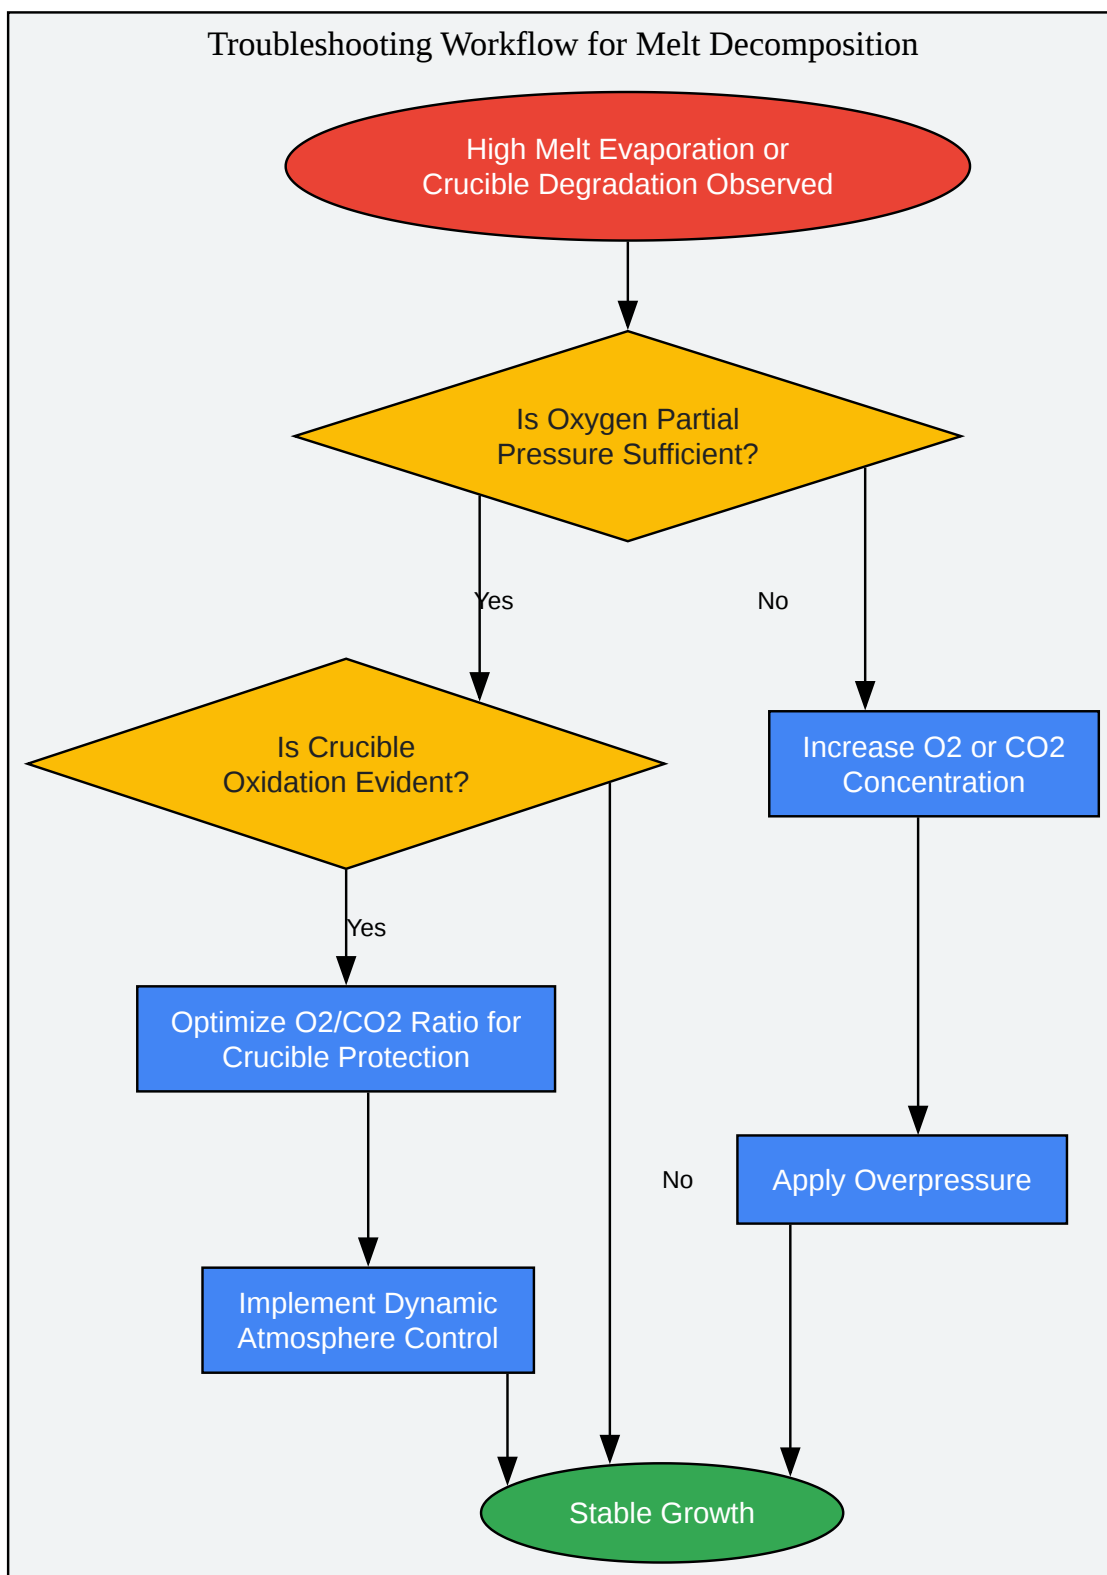 Troubleshooting Workflow for Melt Decomposition
High Melt Evaporation or
Crucible Degradation Observed
Is Oxygen Partial
Pressure Sufficient?
Yes
No
Is Crucible
Oxidation Evident?
Increase O2 or CO2
Concentration
Yes
Optimize O2/CO2 Ratio for
Crucible Protection
No
Apply Overpressure
Implement Dynamic
Atmosphere Control
Stable Growth